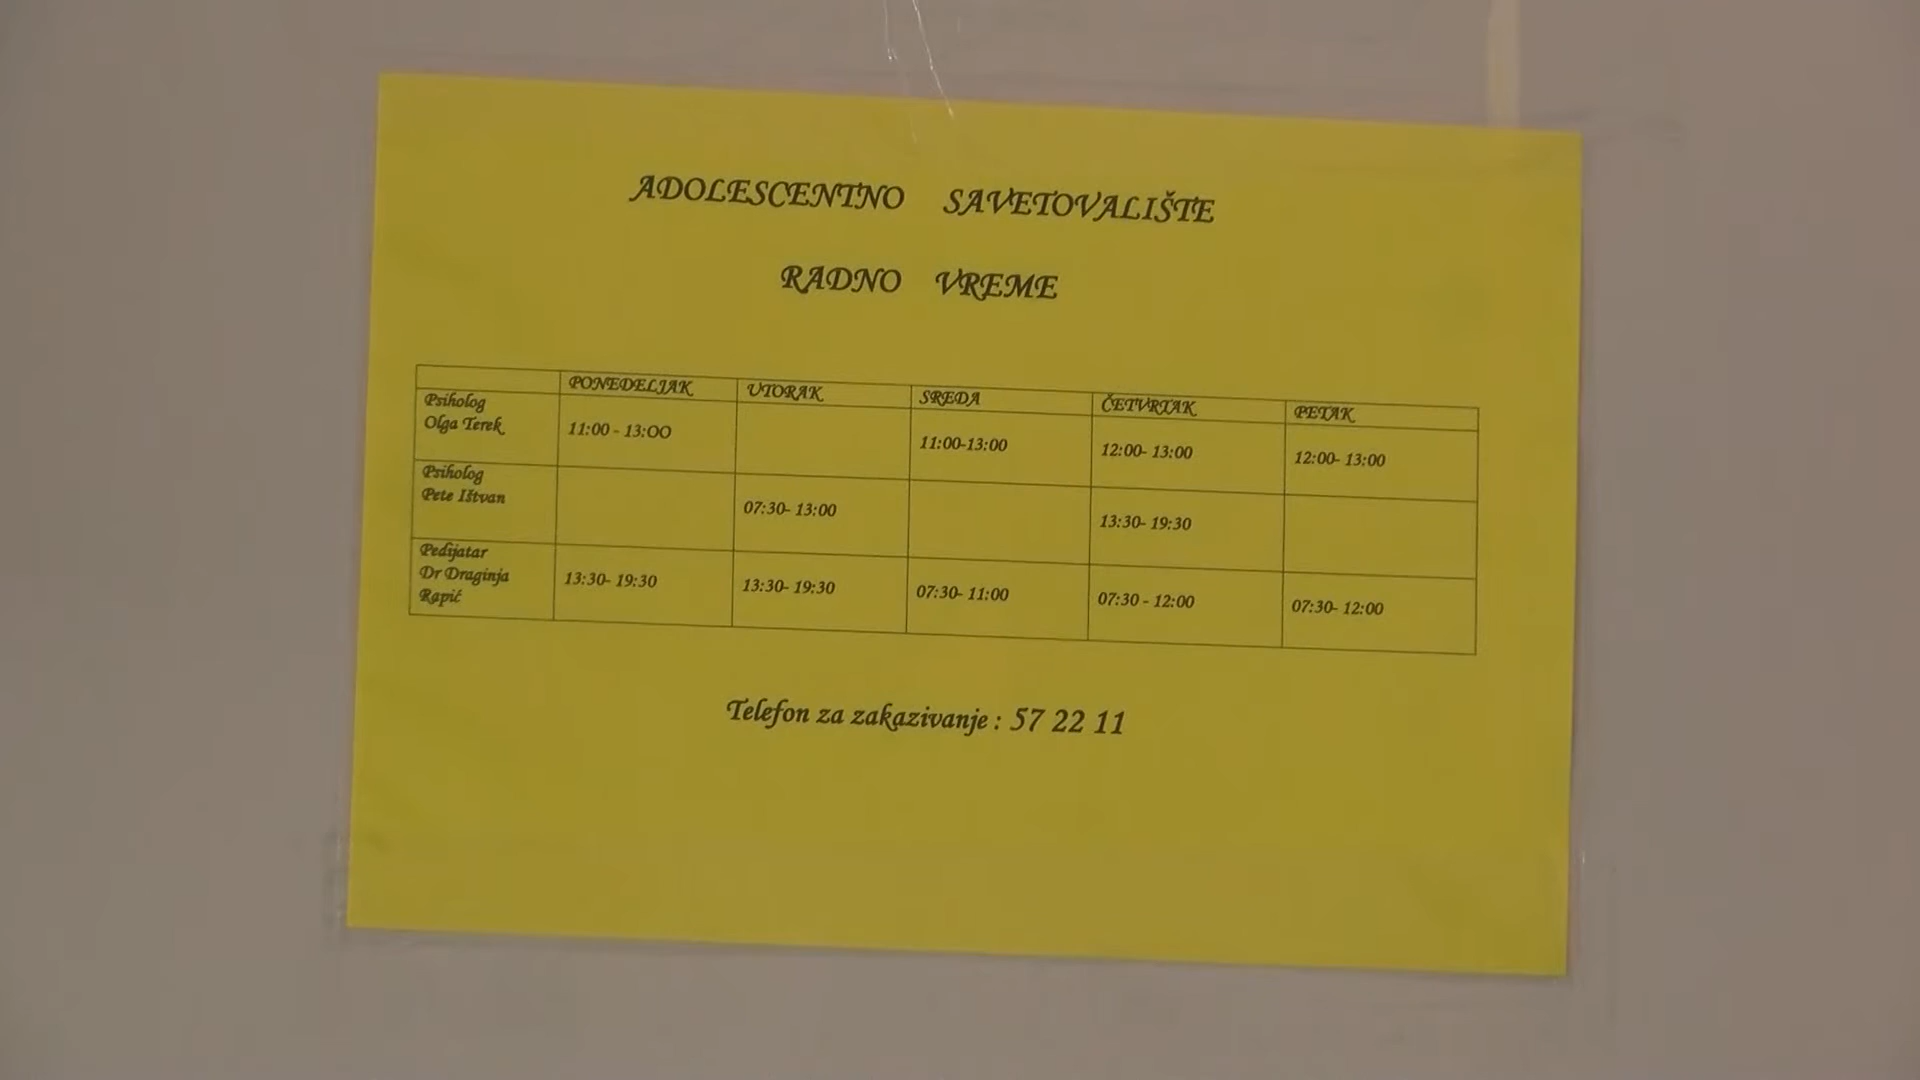 ADOLESCENTNO SAVETOVALIŠTE
RADNO VREME
PONEDELJAK UTORAK SREDA ČETVRTAK PETAK
Psiholog
Olga Terek
11:00 - 13:OO 11:00-13:00 12:00- 13:00 12:00- 13:00
Psiholog
Pete Ištvan
07:30- 13:00 13:30- 19:30
Pedijatar
Dr Draginja
Rapić
13:30- 19:30 13:30- 19:30 07:30- 11:00 07:30 - 12:00 07:30- 12:00
Telefon za zakazivanje : 57 22 11